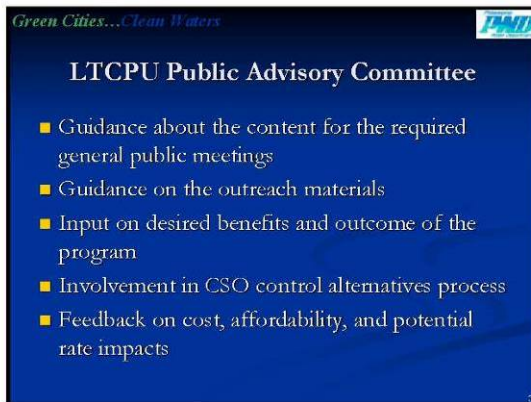 Green Cities...Clean Waters
PWD
LTCPU Public Advisory Committee
Guidance about the content for the required
general public meetings
Guidance on the outreach materials
Input on desired benefits and outcome of the
program
Involvement in CSO control alternatives process
Feedback on cost, affordability, and potential
rate impacts